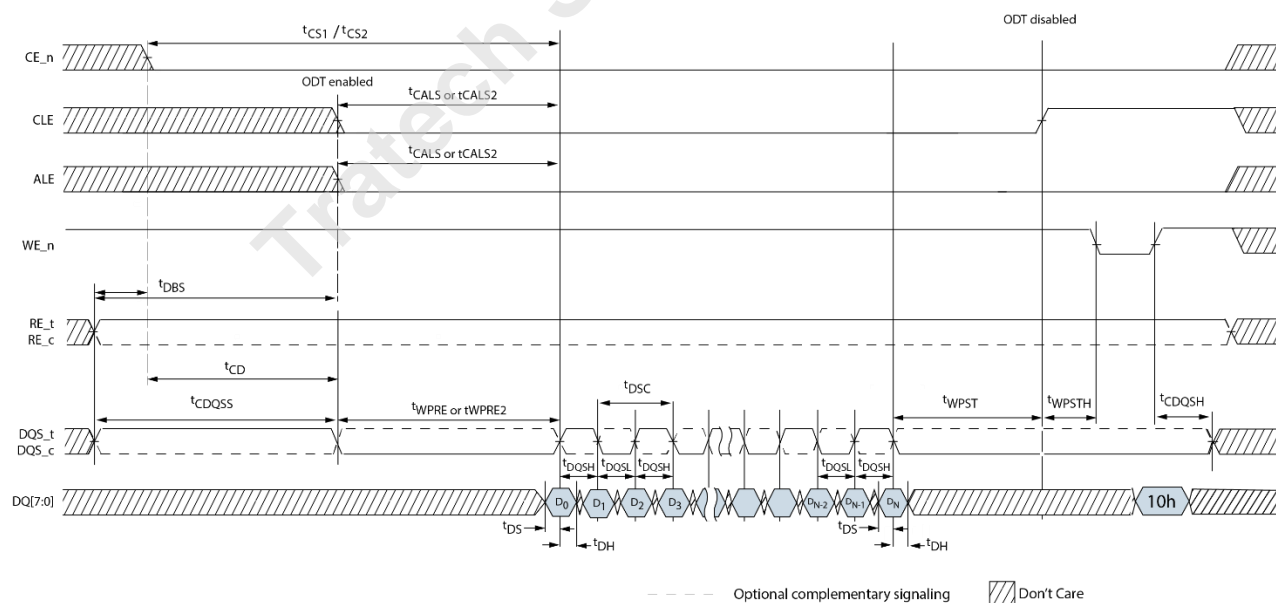 ODT disabled
tCS1 / tCS2
CE_n
ODT enabled
tCALS or tCALS2
CLE
tCALS or tCALS2
ALE
Tratech S
WE_n
tDBS
RE_t
RE_c
tCD
tDSC
tCDQSS
tWPRE or tWPRE2
tWPST
tWPSTH
tCDQSH
DQS_t
DQS_c
tDQSH
tDQSL
tDQSH
tDQSL
tDQSH
DQ[7:0]
D0
D1
D2
D3
DN-2
DN-1
DN
10h
tDS
tDS
tDH
tDH
Optional complementary signaling
Don't Care